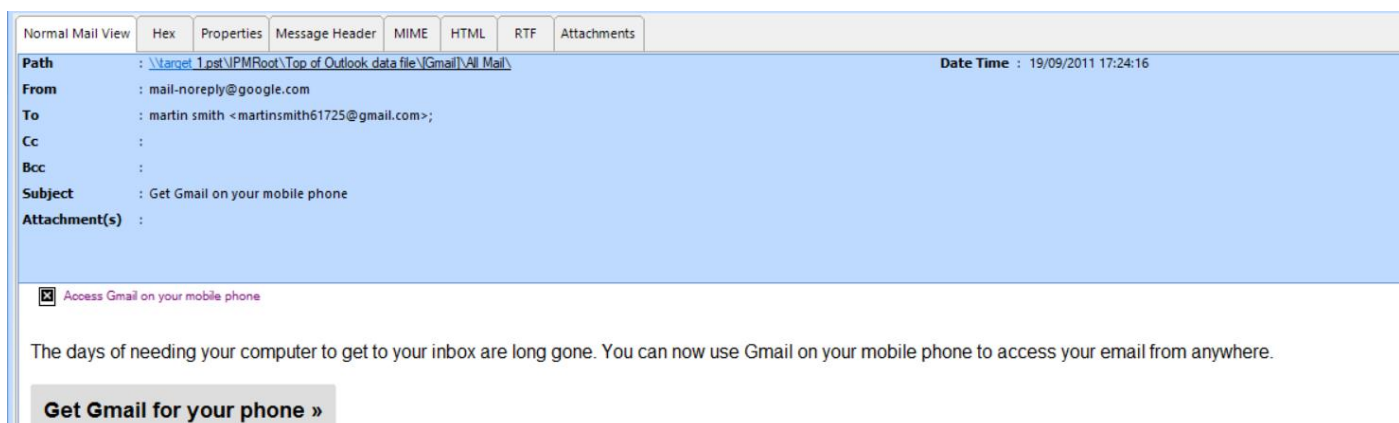 Normal Mail View Hex Properties Message Header MIME HTML RTF Attachments
Path : \\target_1.pst\IPMRoot\Top of Outlook data file\[Gmail]\All Mail\ Date Time : 19/09/2011 17:24:16
From : mail-noreply@google.com
To : martin smith <martinsmith61725@gmail.com>;
Cc :
Bcc :
Subject : Get Gmail on your mobile phone
Attachment(s) :
Access Gmail on your mobile phone
The days of needing your computer to get to your inbox are long gone. You can now use Gmail on your mobile phone to access your email from anywhere.
Get Gmail for your phone »